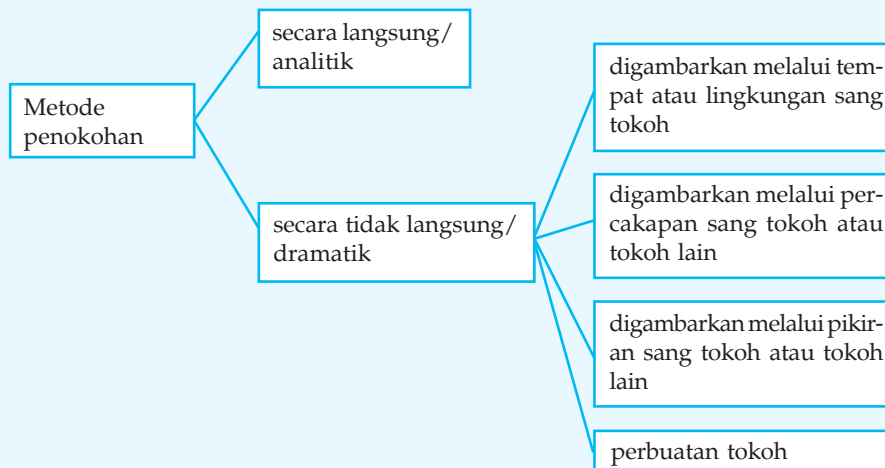 secara langsung/
analitik
Metode
penokohan
secara tidak langsung/
dramatik
digambarkan melalui tem-
pat atau lingkungan sang
tokoh
digambarkan melalui per-
cakapan sang tokoh atau
tokoh lain
digambarkan melalui pikir-
an sang tokoh atau tokoh
lain
perbuatan tokoh